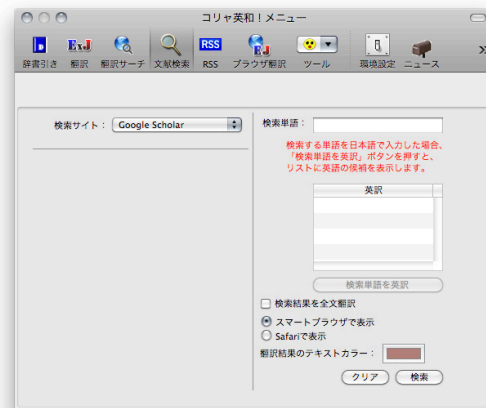 コリャ英和！メニュー
辞書引き
ExJ
翻訳
翻訳サーチ
文献検索
RSS
RSS
ExJ
ブラウザ翻訳
ツール
環境設定
ニュース
»
検索サイト： Google Scholar
検索単語：
検索する単語を日本語で入力した場合、
「検索単語を英訳」ボタンを押すと、
リストに英語の候補を表示します。
英訳
検索単語を英訳
検索結果を全文翻訳
スマートブラウザで表示
Safariで表示
翻訳結果のテキストカラー：
クリア 検索